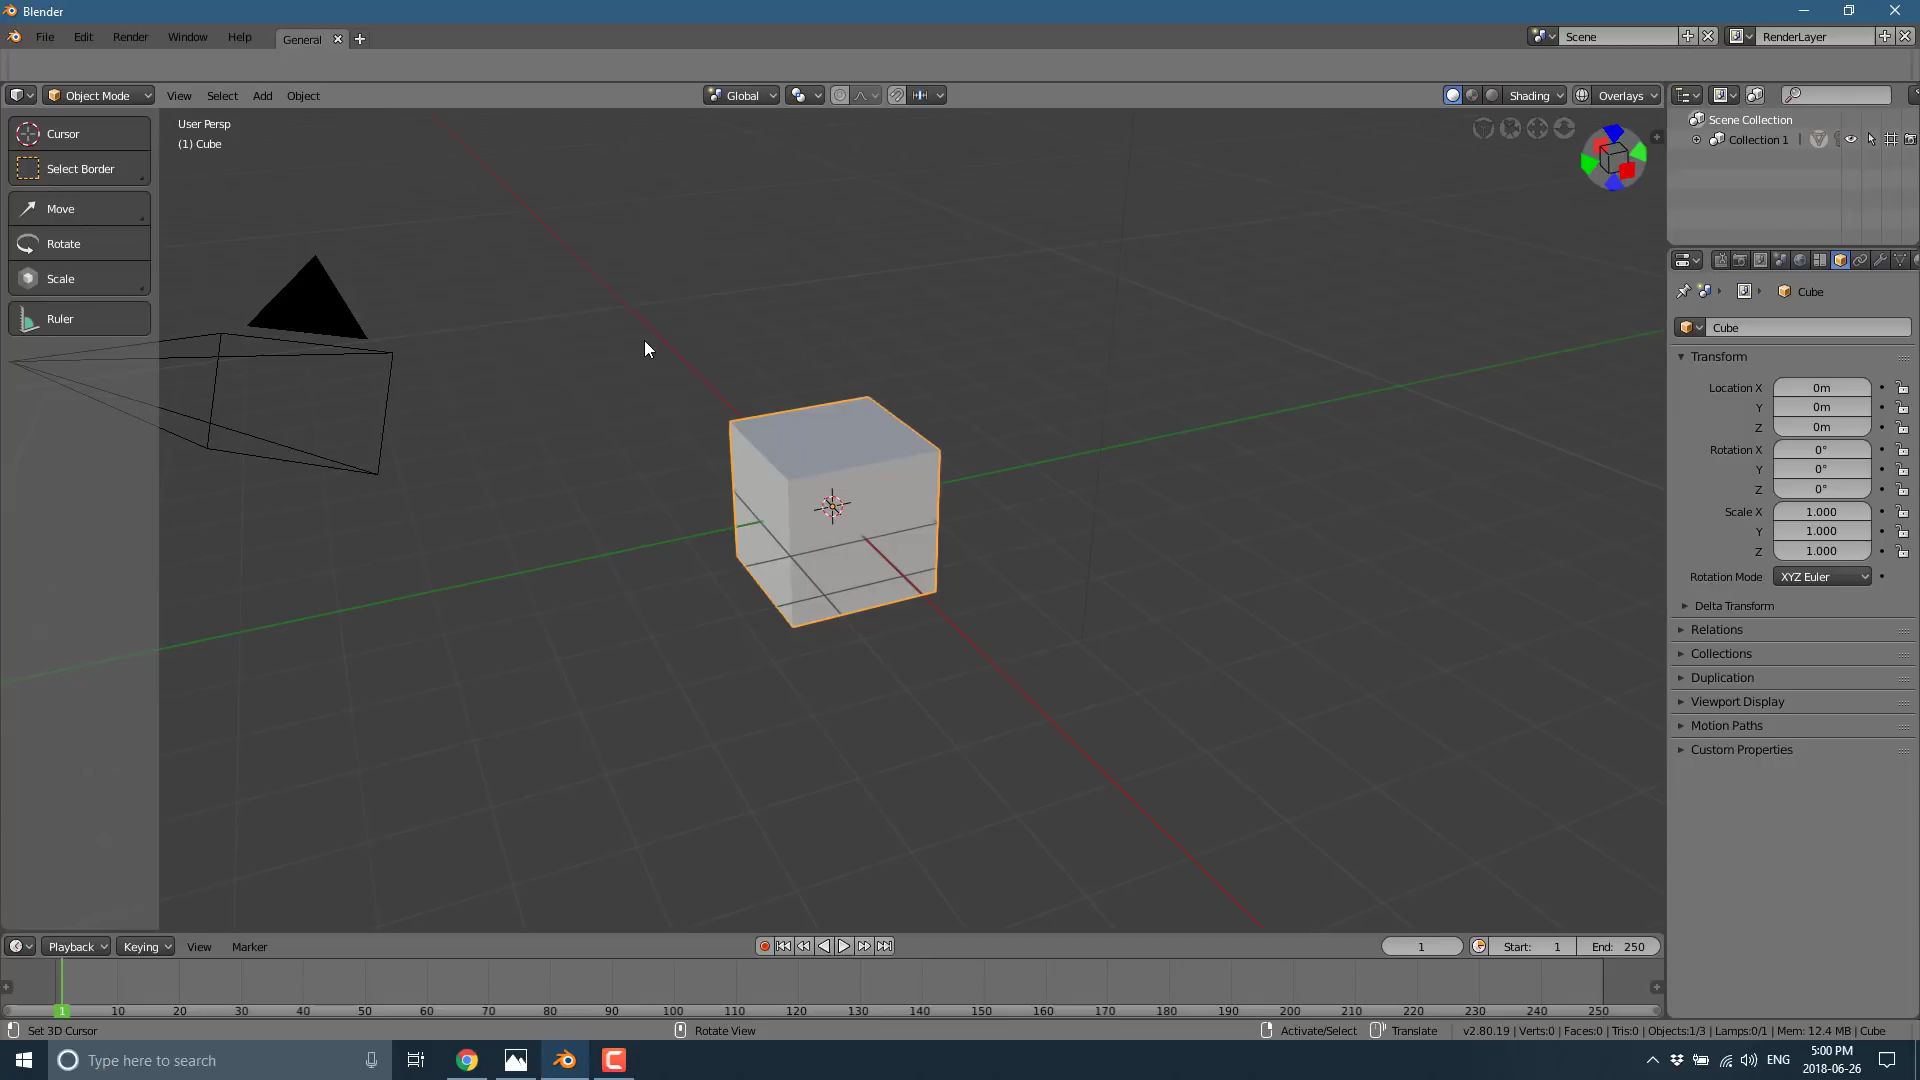 Blender
File Edit Render Window Help General
Scene RenderLayer
Object Mode View Select Add Object Global Shading Overlays
Cursor
Select Border
Move
Rotate
Scale
Ruler
User Persp
(1) Cube
Scene Collection
Collection 1
Cube
Cube
Transform
Location X 0m
Y 0m
Z 0m
Rotation X 0°
Y 0°
Z 0°
Scale X 1.000
Y 1.000
Z 1.000
Rotation Mode XYZ Euler
Delta Transform
Relations
Collections
Duplication
Viewport Display
Motion Paths
Custom Properties
Playback Keying View Marker 1 Start: 1 End: 250
1 10 20 30 40 50 60 70 80 90 100 110 120 130 140 150 160 170 180 190 200 210 220 230 240 250
Set 3D Cursor Rotate View Activate/Select Translate v2.80.19 | Verts:0 | Faces:0 | Tris:0 | Objects:1/3 | Lamps:0/1 | Mem: 12.4 MB | Cube
Type here to search ENG 5:00 PM
2018-06-26